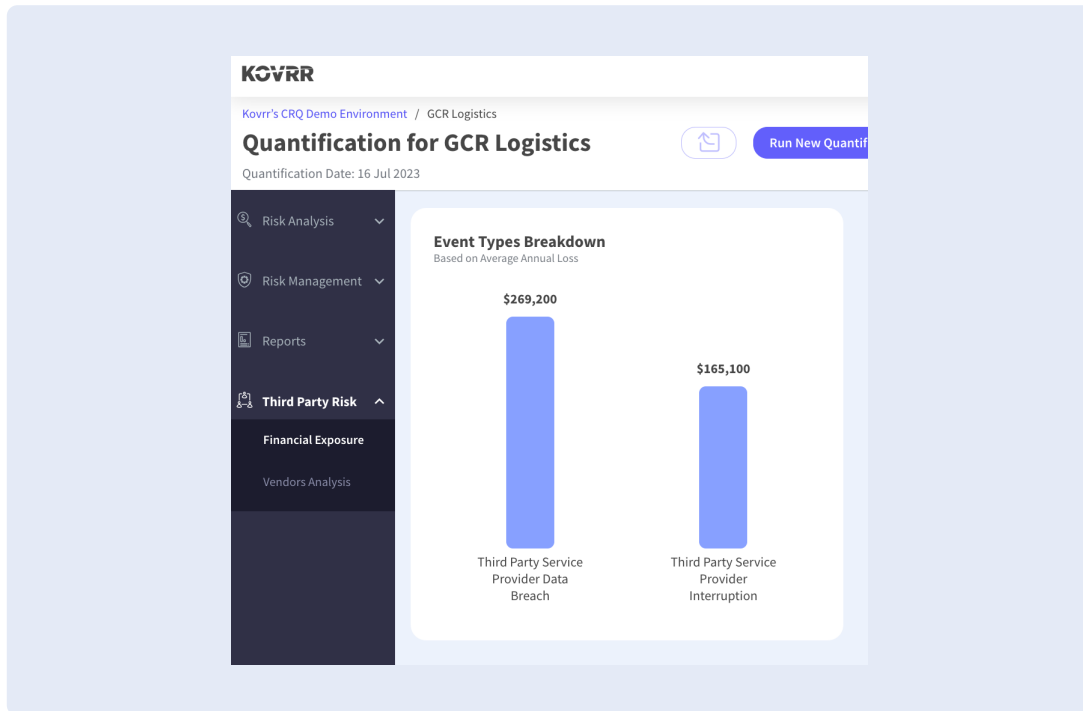 KOVRR
Kovrr's CRQ Demo Environment / GCR Logistics
Quantification for GCR Logistics
Run New Quantif
Quantification Date: 16 Jul 2023
Risk Analysis
Risk Management
Reports
Third Party Risk
Financial Exposure
Vendors Analysis
Event Types Breakdown
Based on Average Annual Loss
$269,200
$165,100
Third Party Service
Provider Data
Breach
Third Party Service
Provider
Interruption